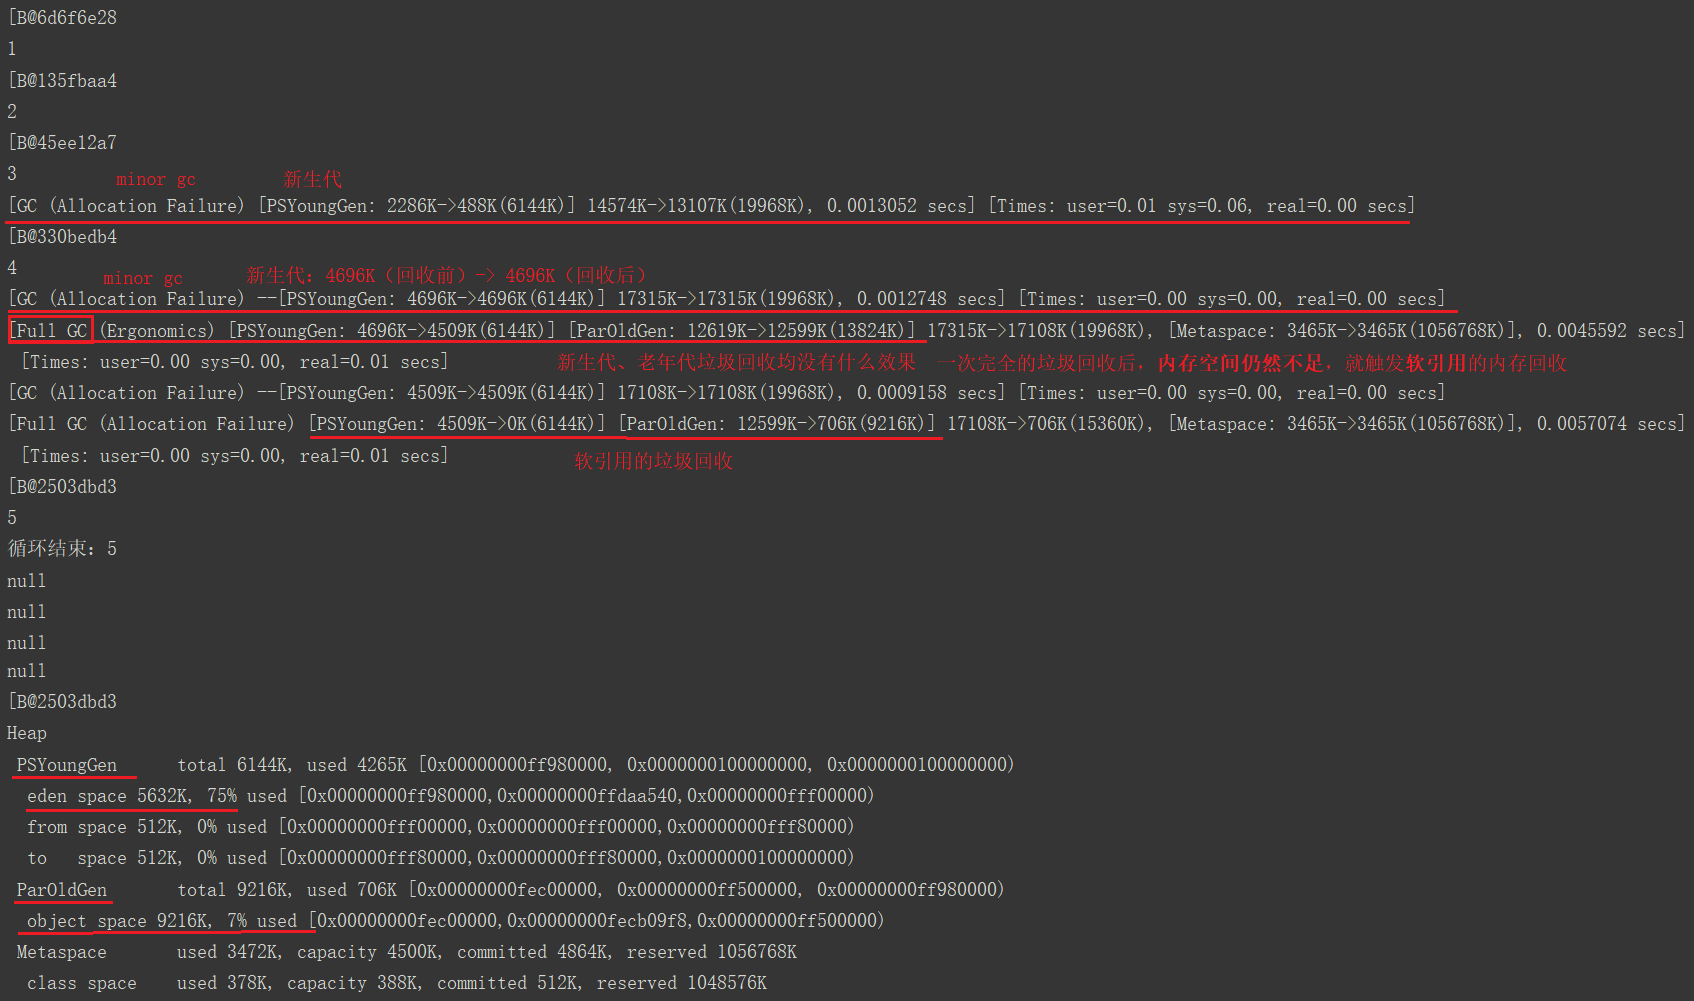 [B@6d6f6e28
1
[B@135fbaa4
2
[B@45ee12a7
3
minor gc 新生代
[GC (Allocation Failure) [PSYoungGen: 2286K->488K(6144K)] 14574K->13107K(19968K), 0.0013052 secs] [Times: user=0.01 sys=0.06, real=0.00 secs]
[B@330bedb4
4
minor gc 新生代：4696K（回收前）-> 4696K（回收后）
[GC (Allocation Failure) --[PSYoungGen: 4696K->4696K(6144K)] 17315K->17315K(19968K), 0.0012748 secs] [Times: user=0.00 sys=0.00, real=0.00 secs]
[Full GC (Ergonomics) [PSYoungGen: 4696K->4509K(6144K)] [ParOldGen: 12619K->12599K(13824K)] 17315K->17108K(19968K), [Metaspace: 3465K->3465K(1056768K)], 0.0045592 secs]
[Times: user=0.00 sys=0.00, real=0.01 secs] 新生代、老年代垃圾回收均没有什么效果 一次完全的垃圾回收后，内存空间仍然不足，就触发软引用的内存回收
[GC (Allocation Failure) --[PSYoungGen: 4509K->4509K(6144K)] 17108K->17108K(19968K), 0.0009158 secs] [Times: user=0.00 sys=0.00, real=0.00 secs]
[Full GC (Allocation Failure) [PSYoungGen: 4509K->0K(6144K)] [ParOldGen: 12599K->706K(9216K)] 17108K->706K(15360K), [Metaspace: 3465K->3465K(1056768K)], 0.0057074 secs]
[Times: user=0.00 sys=0.00, real=0.01 secs] 软引用的垃圾回收
[B@2503dbd3
5
循环结束：5
null
null
null
null
[B@2503dbd3
Heap
PSYoungGen total 6144K, used 4265K [0x00000000ff980000, 0x0000000100000000, 0x0000000100000000)
eden space 5632K, 75% used [0x00000000ff980000,0x00000000ffdaa540,0x00000000fff00000)
from space 512K, 0% used [0x00000000fff00000,0x00000000fff00000,0x00000000fff80000)
to space 512K, 0% used [0x00000000fff80000,0x00000000fff80000,0x0000000100000000)
ParOldGen total 9216K, used 706K [0x00000000fec00000, 0x00000000ff500000, 0x00000000ff980000)
object space 9216K, 7% used [0x00000000fec00000,0x00000000fecb09f8,0x00000000ff500000)
Metaspace used 3472K, capacity 4500K, committed 4864K, reserved 1056768K
class space used 378K, capacity 388K, committed 512K, reserved 1048576K